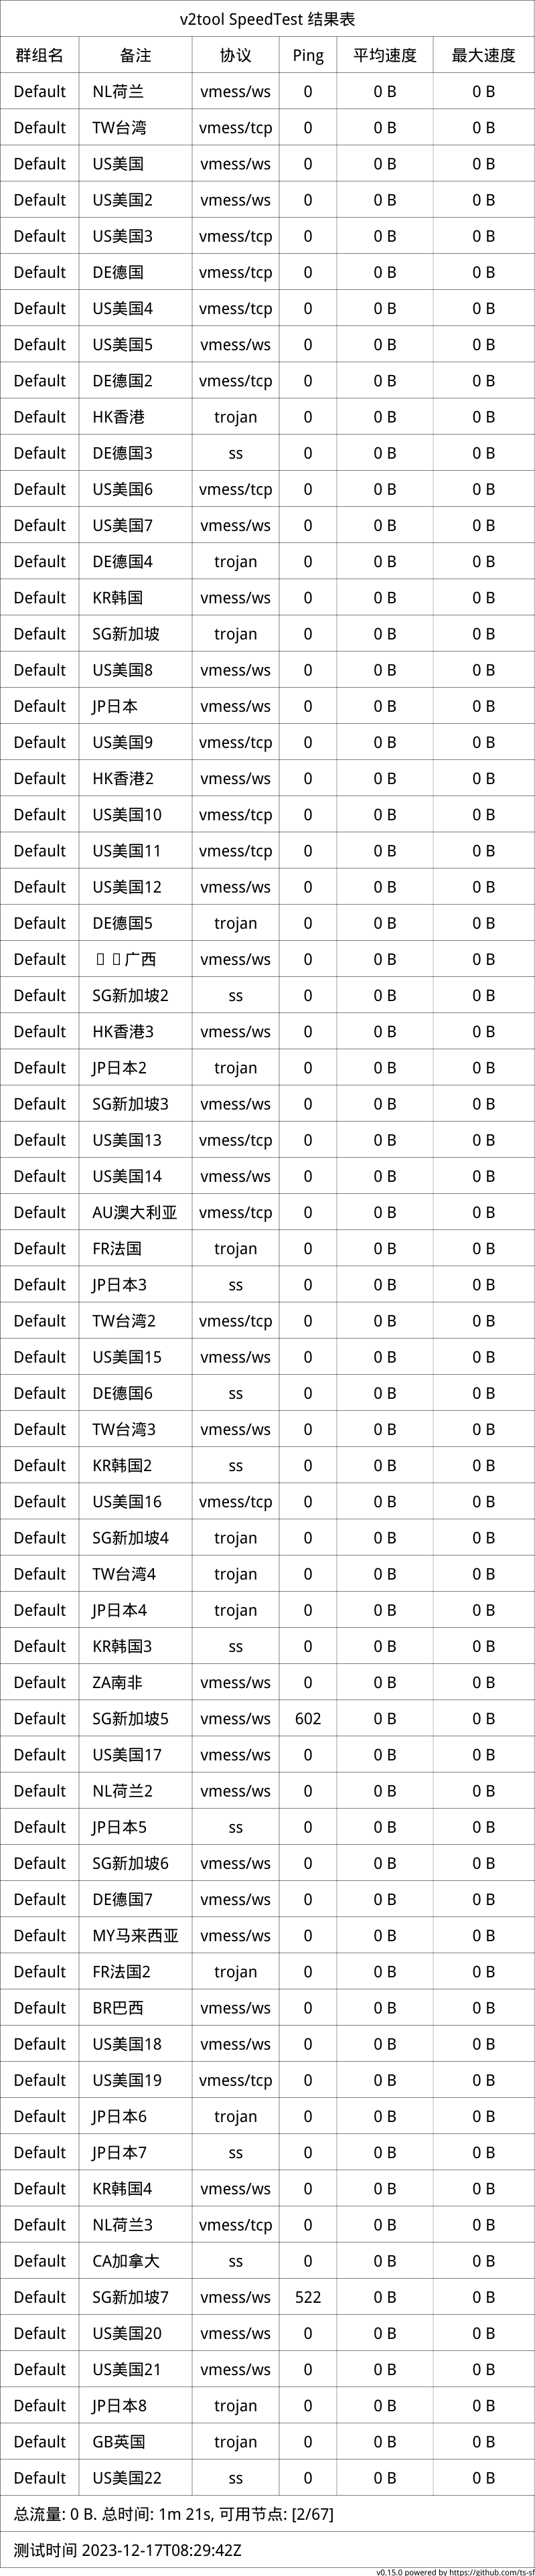 v2tool SpeedTest 结果表
群组名 备注 协议 Ping 平均速度 最大速度
Default NL荷兰 vmess/ws 0 0 B 0 B
Default TW台湾 vmess/tcp 0 0 B 0 B
Default US美国 vmess/ws 0 0 B 0 B
Default US美国2 vmess/ws 0 0 B 0 B
Default US美国3 vmess/tcp 0 0 B 0 B
Default DE德国 vmess/tcp 0 0 B 0 B
Default US美国4 vmess/tcp 0 0 B 0 B
Default US美国5 vmess/ws 0 0 B 0 B
Default DE德国2 vmess/tcp 0 0 B 0 B
Default HK香港 trojan 0 0 B 0 B
Default DE德国3 ss 0 0 B 0 B
Default US美国6 vmess/tcp 0 0 B 0 B
Default US美国7 vmess/ws 0 0 B 0 B
Default DE德国4 trojan 0 0 B 0 B
Default KR韩国 vmess/ws 0 0 B 0 B
Default SG新加坡 trojan 0 0 B 0 B
Default US美国8 vmess/ws 0 0 B 0 B
Default JP日本 vmess/ws 0 0 B 0 B
Default US美国9 vmess/tcp 0 0 B 0 B
Default HK香港2 vmess/ws 0 0 B 0 B
Default US美国10 vmess/tcp 0 0 B 0 B
Default US美国11 vmess/tcp 0 0 B 0 B
Default US美国12 vmess/ws 0 0 B 0 B
Default DE德国5 trojan 0 0 B 0 B
Default 广西 vmess/ws 0 0 B 0 B
Default SG新加坡2 ss 0 0 B 0 B
Default HK香港3 vmess/ws 0 0 B 0 B
Default JP日本2 trojan 0 0 B 0 B
Default SG新加坡3 vmess/ws 0 0 B 0 B
Default US美国13 vmess/tcp 0 0 B 0 B
Default US美国14 vmess/ws 0 0 B 0 B
Default AU澳大利亚 vmess/tcp 0 0 B 0 B
Default FR法国 trojan 0 0 B 0 B
Default JP日本3 ss 0 0 B 0 B
Default TW台湾2 vmess/tcp 0 0 B 0 B
Default US美国15 vmess/ws 0 0 B 0 B
Default DE德国6 ss 0 0 B 0 B
Default TW台湾3 vmess/ws 0 0 B 0 B
Default KR韩国2 ss 0 0 B 0 B
Default US美国16 vmess/tcp 0 0 B 0 B
Default SG新加坡4 trojan 0 0 B 0 B
Default TW台湾4 trojan 0 0 B 0 B
Default JP日本4 trojan 0 0 B 0 B
Default KR韩国3 ss 0 0 B 0 B
Default ZA南非 vmess/ws 0 0 B 0 B
Default SG新加坡5 vmess/ws 602 0 B 0 B
Default US美国17 vmess/ws 0 0 B 0 B
Default NL荷兰2 vmess/ws 0 0 B 0 B
Default JP日本5 ss 0 0 B 0 B
Default SG新加坡6 vmess/ws 0 0 B 0 B
Default DE德国7 vmess/ws 0 0 B 0 B
Default MY马来西亚 vmess/ws 0 0 B 0 B
Default FR法国2 trojan 0 0 B 0 B
Default BR巴西 vmess/ws 0 0 B 0 B
Default US美国18 vmess/ws 0 0 B 0 B
Default US美国19 vmess/tcp 0 0 B 0 B
Default JP日本6 trojan 0 0 B 0 B
Default JP日本7 ss 0 0 B 0 B
Default KR韩国4 vmess/ws 0 0 B 0 B
Default NL荷兰3 vmess/tcp 0 0 B 0 B
Default CA加拿大 ss 0 0 B 0 B
Default SG新加坡7 vmess/ws 522 0 B 0 B
Default US美国20 vmess/ws 0 0 B 0 B
Default US美国21 vmess/ws 0 0 B 0 B
Default JP日本8 trojan 0 0 B 0 B
Default GB英国 trojan 0 0 B 0 B
Default US美国22 ss 0 0 B 0 B
总流量: 0 B. 总时间: 1m 21s, 可用节点: [2/67]
测试时间 2023-12-17T08:29:42Z
v0.15.0 powered by https://github.com/ts-sf